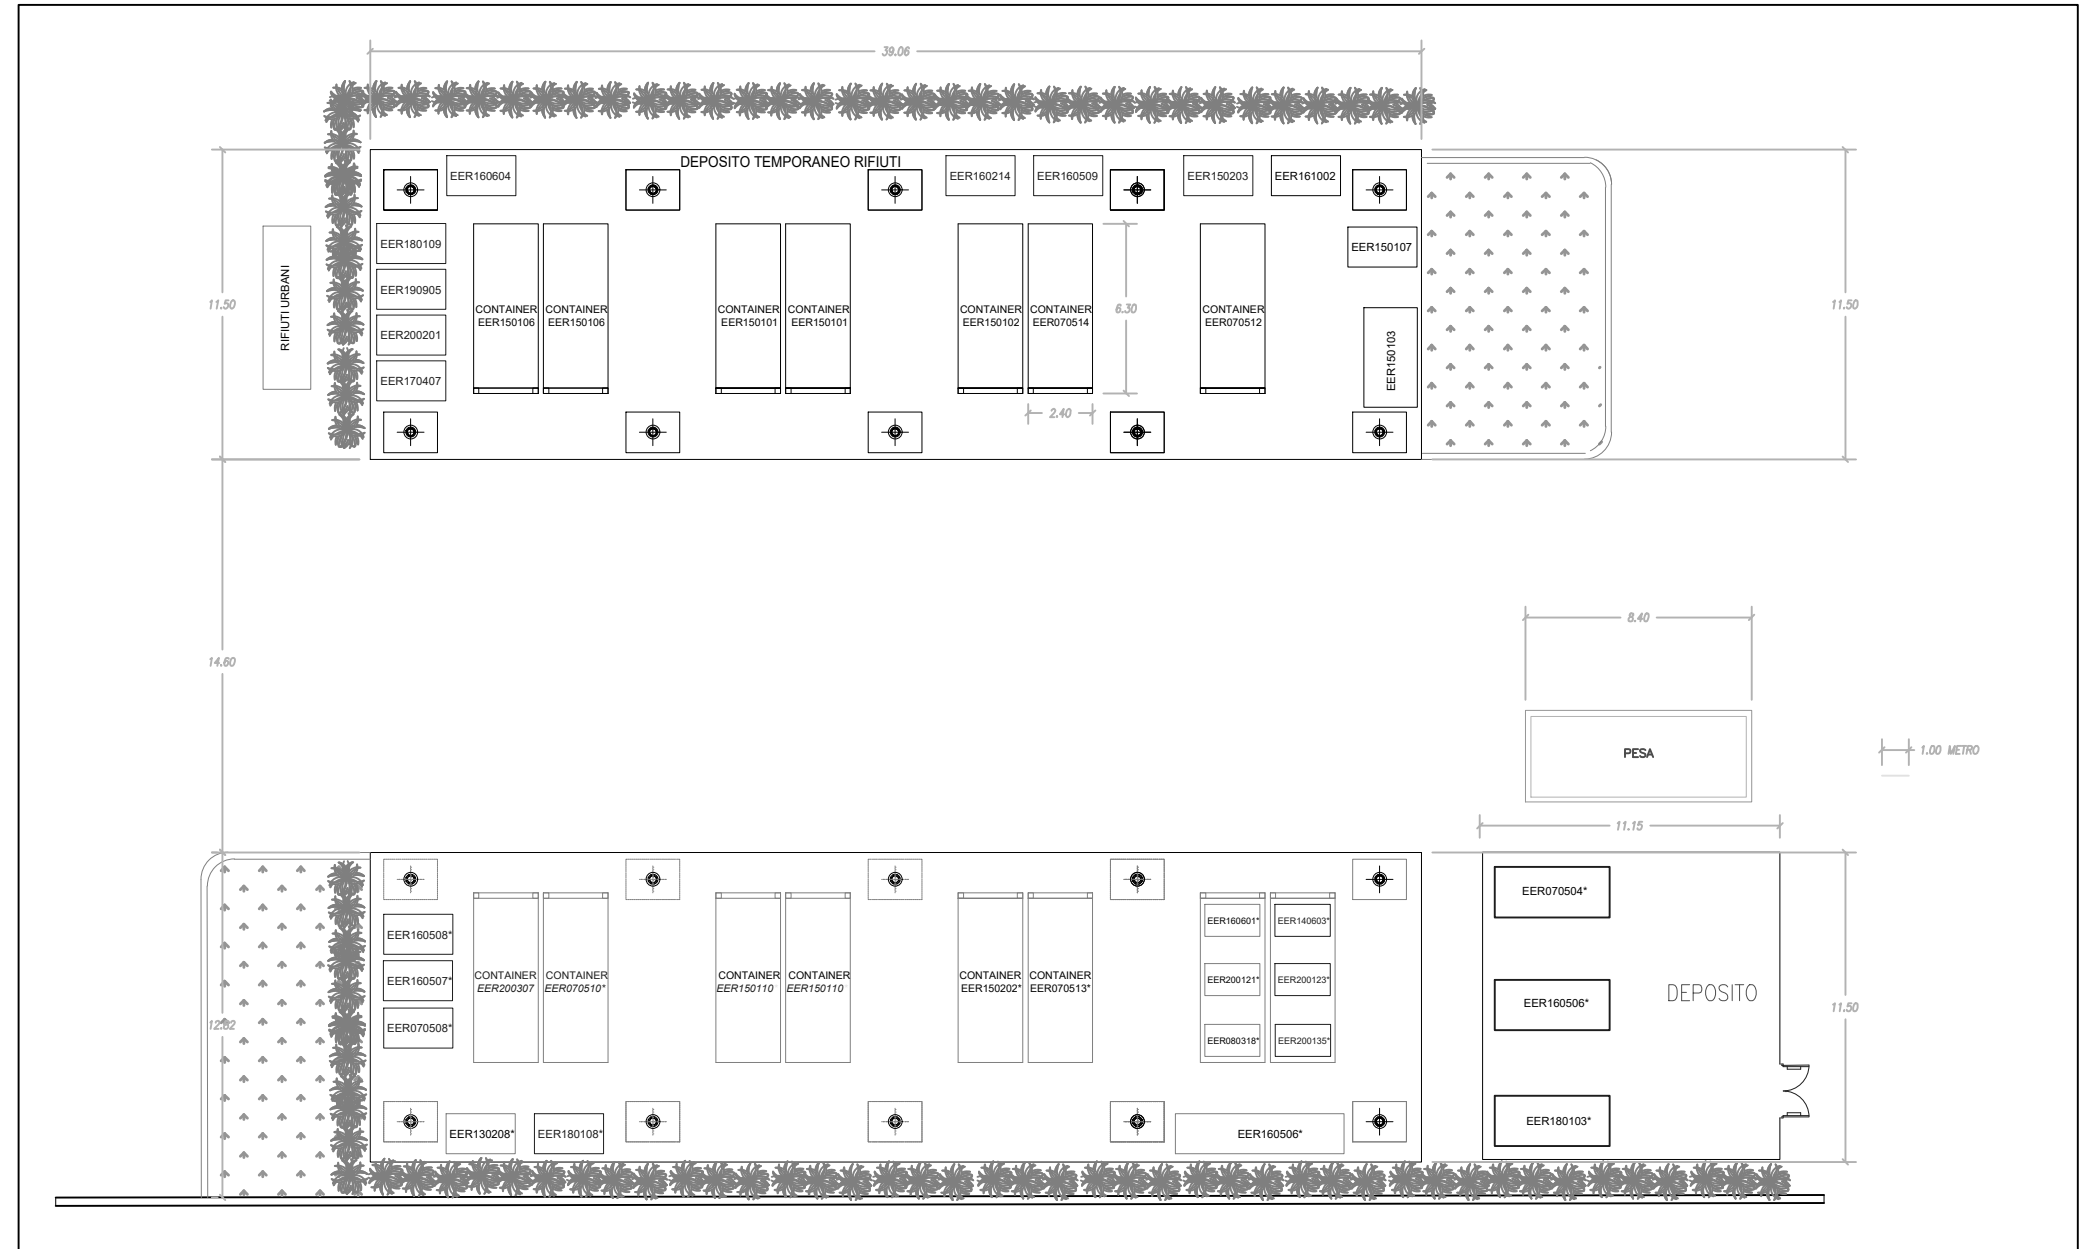 39.06
DEPOSITO TEMPORANEO RIFIUTI
EER160604
EER160214
EER160509
EER150203
EER161002
EER180109
EER190905
EER200201
EER170407
RIFIUTI URBANI
11.50
CONTAINER
EER150106
CONTAINER
EER150106
CONTAINER
EER150101
CONTAINER
EER150101
CONTAINER
EER150102
CONTAINER
EER070514
6.30
2.40
CONTAINER
EER070512
EER150107
EER150103
11.50
14.60
8.40
PESA
1.00 METRO
11.15
12.82
EER160508*
EER160507*
EER070508*
CONTAINER
EER200307
CONTAINER
EER070510*
CONTAINER
EER150110
CONTAINER
EER150110
CONTAINER
EER150202*
CONTAINER
EER070513*
EER160601*
EER140603*
EER200121*
EER200123*
EER080318*
EER200135*
EER130208*
EER180108*
EER160506*
EER070504*
EER160506*
EER180103*
DEPOSITO
11.50